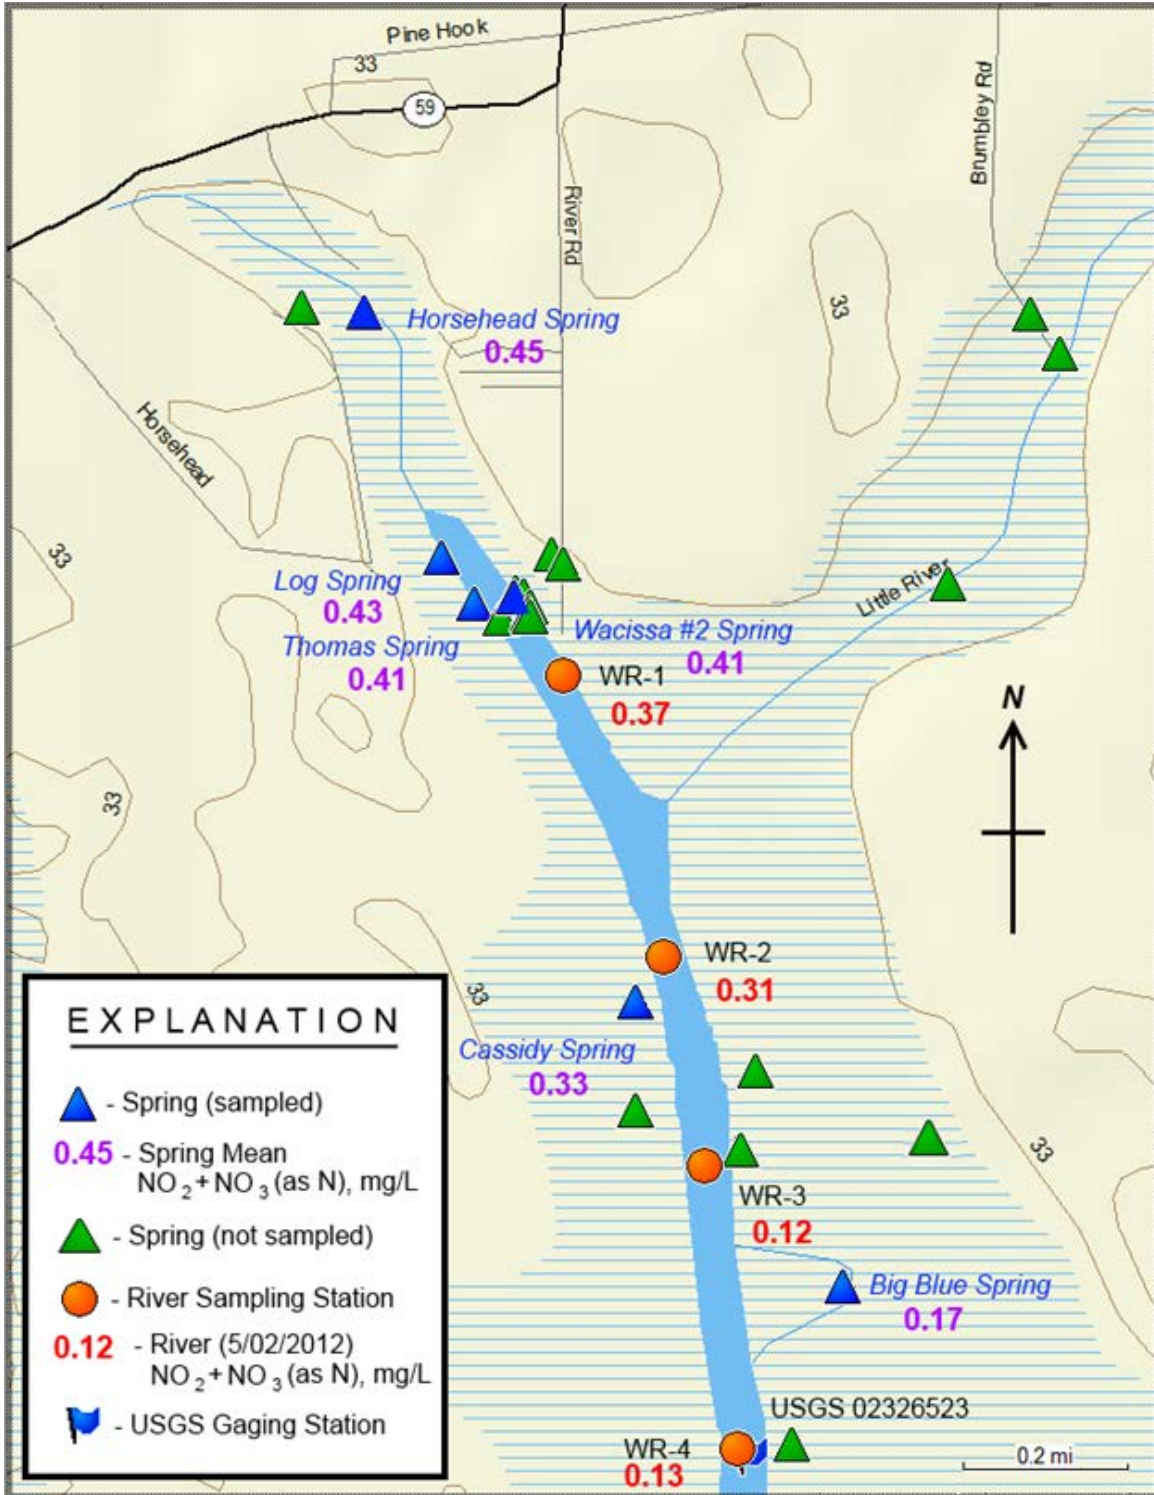 Pine Hook
33
59
Brumbley Rd
River Rd
33
Horsehead Spring
0.45
Horsehead
33
Log Spring
0.43
Thomas Spring
0.41
Wacissa #2 Spring
0.41
Little River
WR-1
0.37
N
33
WR-2
0.31
33
Cassidy Spring
0.33
33
WR-3
0.12
Big Blue Spring
0.17
USGS 02326523
WR-4
0.13
0.2 mi
EXPLANATION
- Spring (sampled)
0.45 - Spring Mean
NO2+NO3 (as N), mg/L
- Spring (not sampled)
- River Sampling Station
0.12 - River (5/02/2012)
NO2+NO3 (as N), mg/L
- USGS Gaging Station